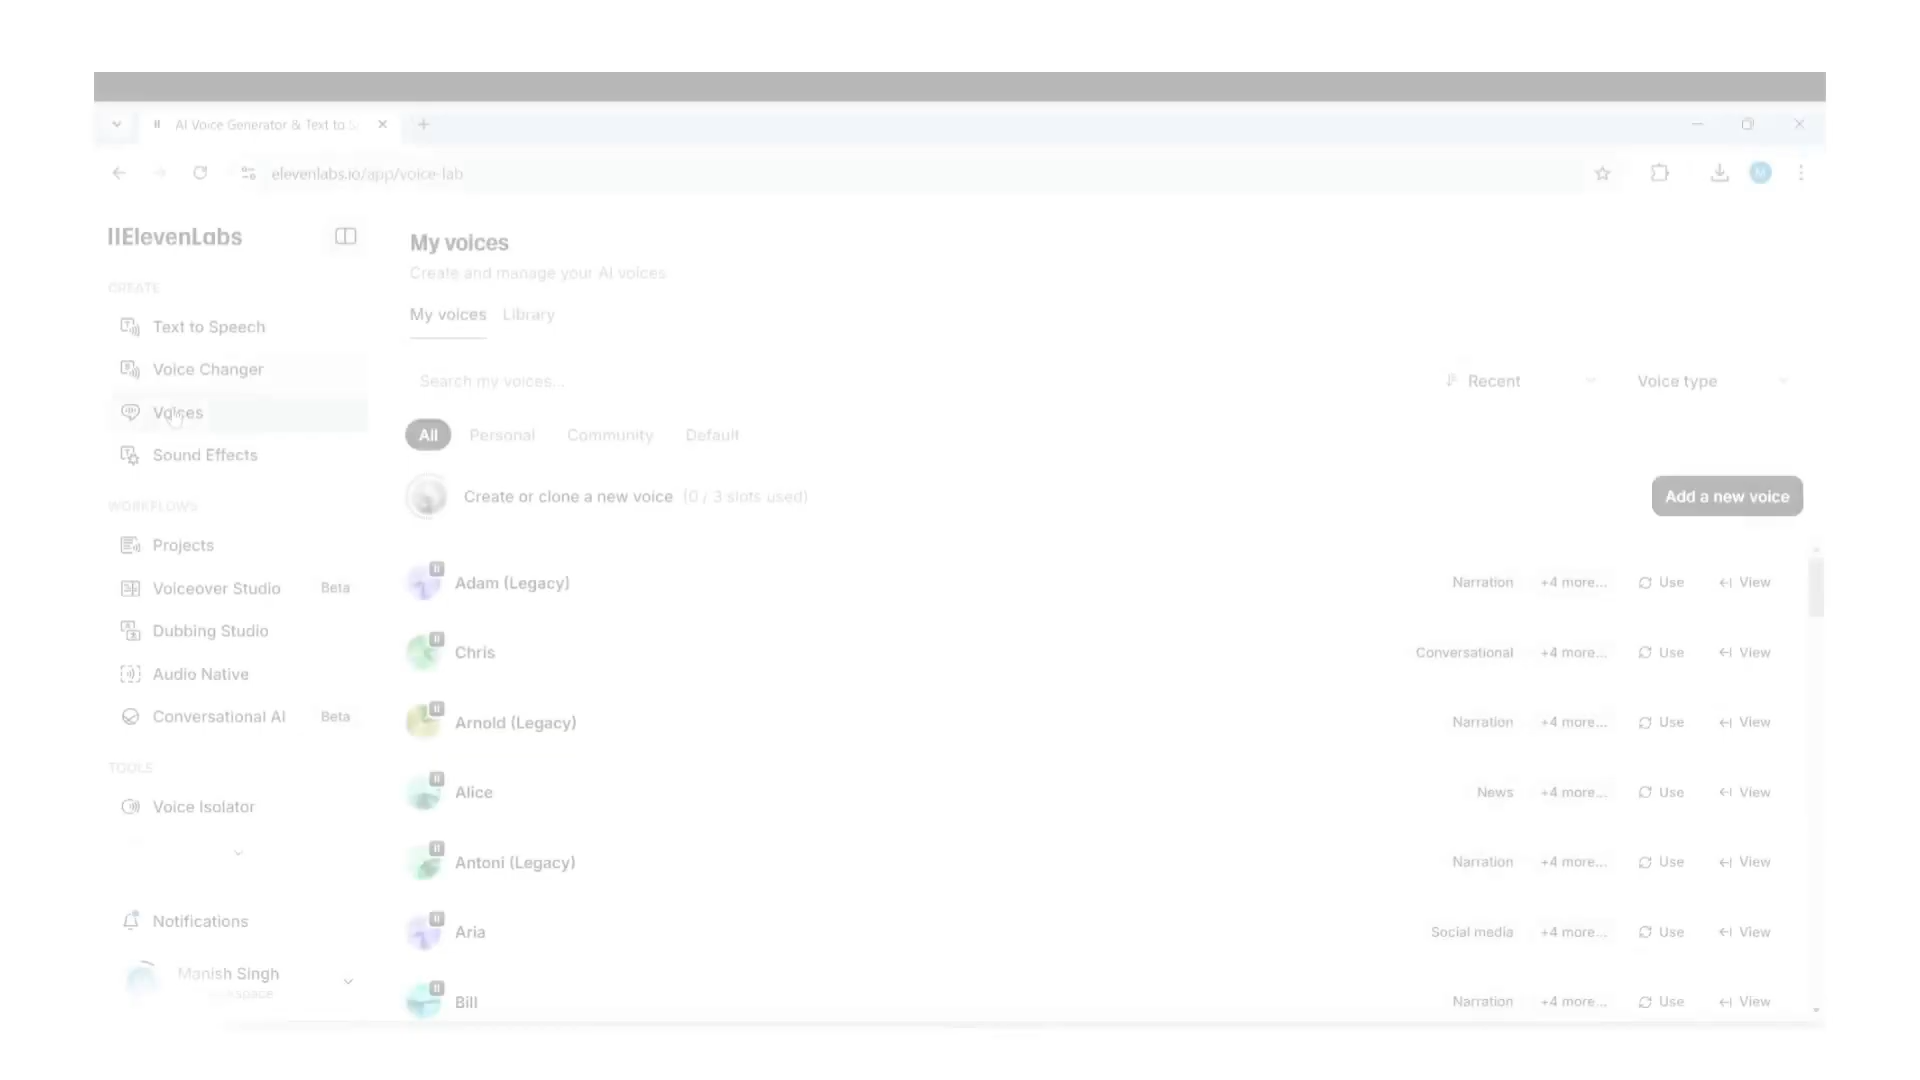 AI Voice Generator & Text to S
elevenlabs.io/app/voice-lab
M
IIElevenLabs
CREATE
Text to Speech
Voice Changer
Voices
Sound Effects
WORKFLOWS
Projects
Voiceover Studio Beta
Dubbing Studio
Audio Native
Conversational AI Beta
TOOLS
Voice Isolator
Notifications
Manish Singh
My voices
Create and manage your AI voices
My voices Library
Search my voices...
Recent
Voice type
All Personal Community Default
Create or clone a new voice (0 / 3 slots used)
Add a new voice
Adam (Legacy) Narration +4 more... Use View
Chris Conversational +4 more... Use View
Arnold (Legacy) Narration +4 more... Use View
Alice News +4 more... Use View
Antoni (Legacy) Narration +4 more... Use View
Aria Social media +4 more... Use View
Bill Narration +4 more... Use View